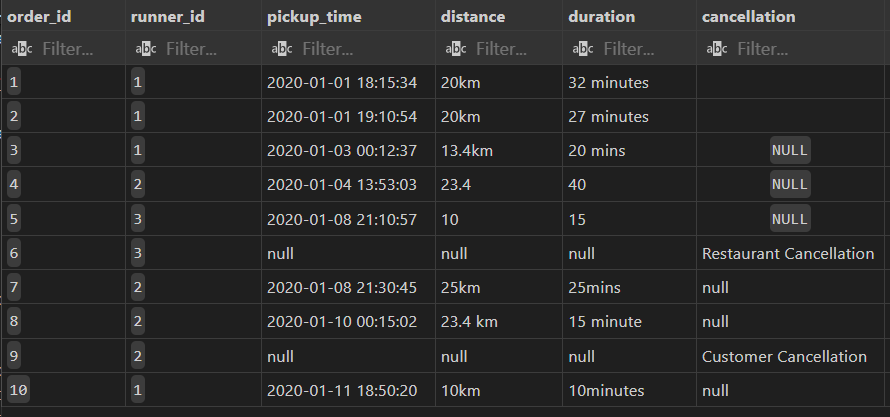 order_id runner_id pickup_time distance duration cancellation
abc Filter... abc Filter... abc Filter... abc Filter... abc Filter... abc Filter...
1 1 2020-01-01 18:15:34 20km 32 minutes
2 1 2020-01-01 19:10:54 20km 27 minutes
3 1 2020-01-03 00:12:37 13.4km 20 mins NULL
4 2 2020-01-04 13:53:03 23.4 40 NULL
5 3 2020-01-08 21:10:57 10 15 NULL
6 3 null null null Restaurant Cancellation
7 2 2020-01-08 21:30:45 25km 25mins null
8 2 2020-01-10 00:15:02 23.4 km 15 minute null
9 2 null null null Customer Cancellation
10 1 2020-01-11 18:50:20 10km 10minutes null